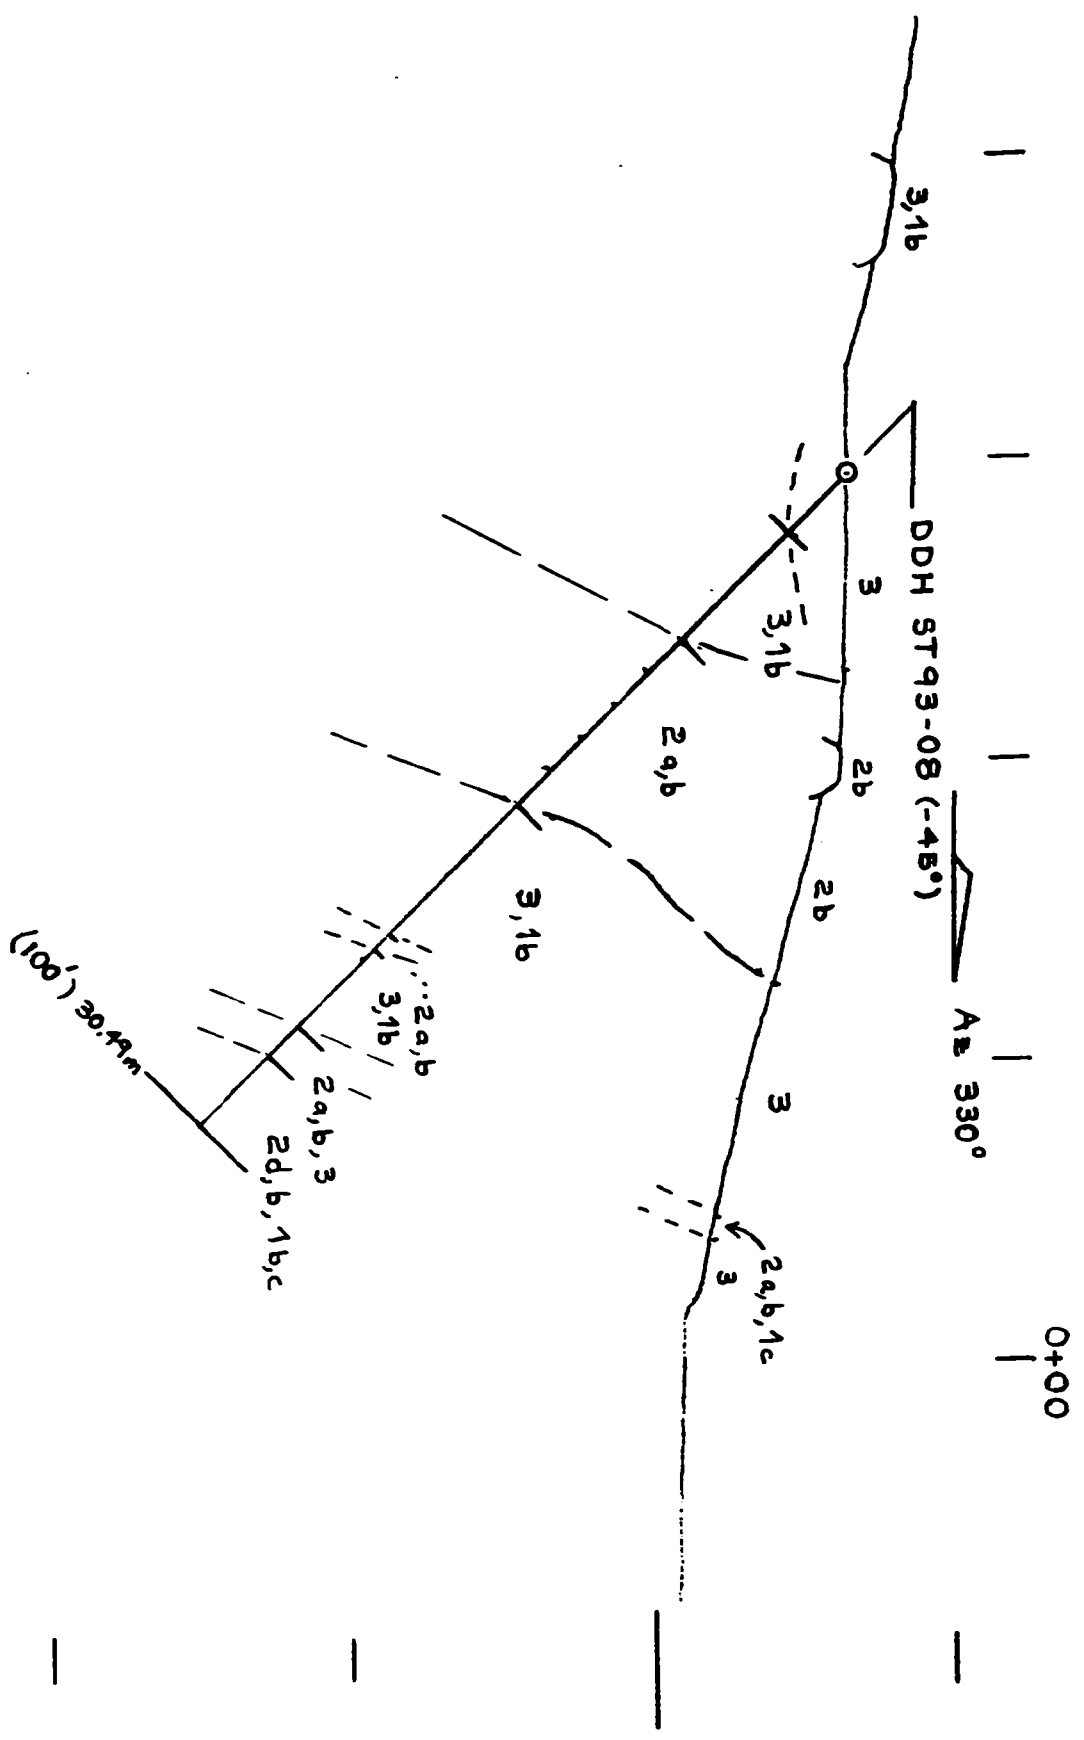 0+00
Az 330°
DDH ST93-08 (-45°)
3,1b
3
2b
2b
3
2a,b,1c
3
3,1b
2a,b
3,1b
2a,b
3,1b
2a,b,3
2d,b,1b,c
(100') 30.49m